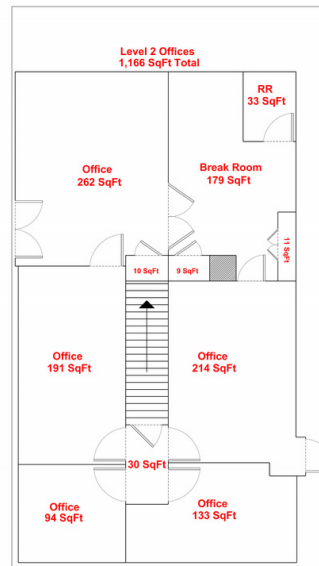 Level 2 Offices
1,166 SqFt Total
RR
33 SqFt
Office
262 SqFt
Break Room
179 SqFt
11 SqFt
10 SqFt
9 SqFt
Office
191 SqFt
Office
214 SqFt
30 SqFt
Office
94 SqFt
Office
133 SqFt